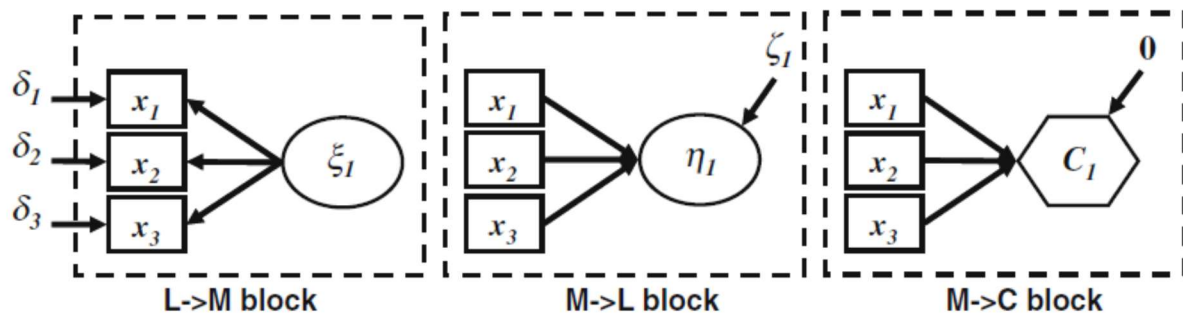 δ₁ x₁
δ₂ x₂ ξ₁
δ₃ x₃
L->M block
ζ₁
x₁
x₂ η₁
x₃
M->L block
0
x₁
x₂ C₁
x₃
M->C block